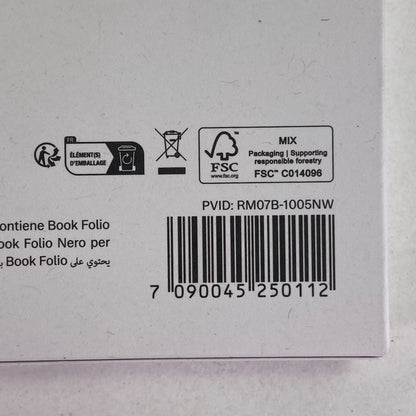 FR
ÉLÉMENT(S)
D'EMBALLAGE
FSC
www.fsc.org
MIX
Packaging | Supporting
responsible forestry
FSC™ C014096
PVID: RM07B-1005NW
ontiene Book Folio
ook Folio Nero per
يحتوي على Book Folio
7 090045 250112